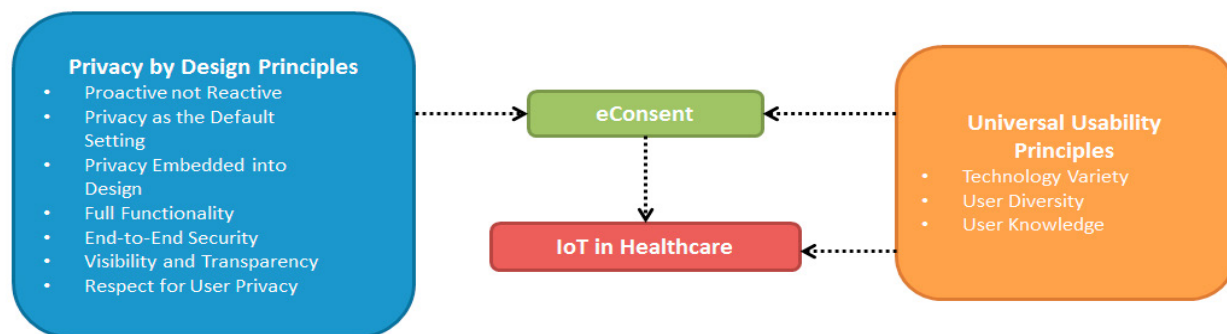 Privacy by Design Principles
• Proactive not Reactive
• Privacy as the Default
Setting
• Privacy Embedded into
Design
• Full Functionality
• End-to-End Security
• Visibility and Transparency
• Respect for User Privacy
eConsent
IoT in Healthcare
Universal Usability
Principles
• Technology Variety
• User Diversity
• User Knowledge